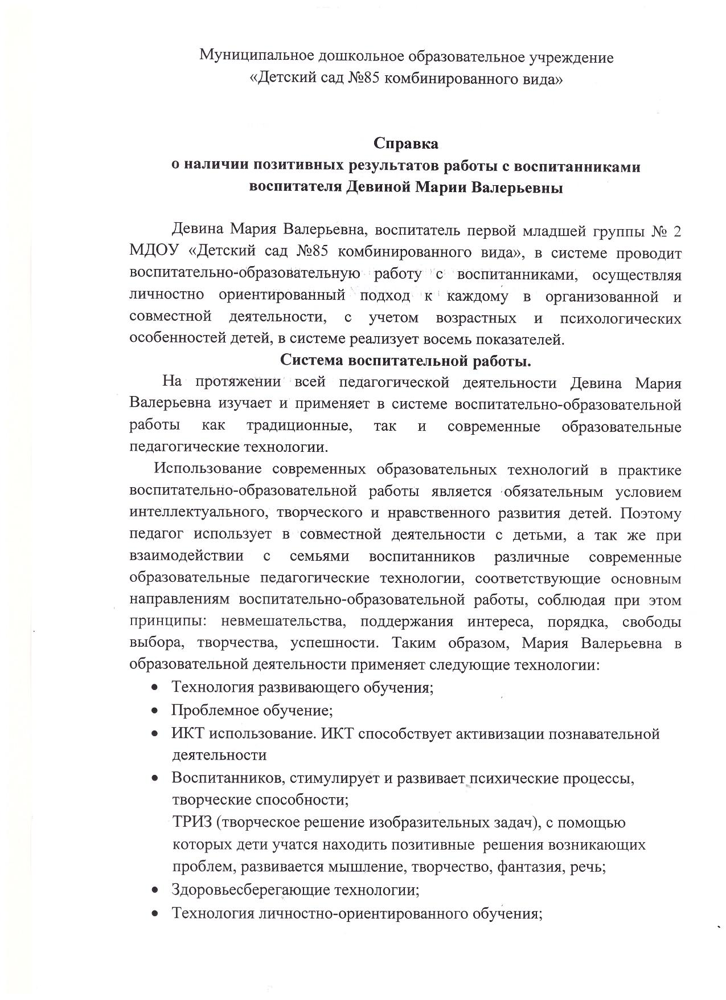 Муниципальное дошкольное образовательное учреждение
«Детский сад №85 комбинированного вида»
Справка
о наличии позитивных результатов работы с воспитанниками
воспитателя Девиной Марии Валерьевны
Девина Мария Валерьевна, воспитатель первой младшей группы № 2
МДОУ «Детский сад №85 комбинированного вида», в системе проводит
воспитательно-образовательную работу с воспитанниками, осуществляя
личностно ориентированный подход к каждому в организованной и
совместной деятельности, с учетом возрастных и психологических
особенностей детей, в системе реализует восемь показателей.
Система воспитательной работы.
На протяжении всей педагогической деятельности Девина Мария
Валерьевна изучает и применяет в системе воспитательно-образовательной
работы как традиционные, так и современные образовательные
педагогические технологии.
Использование современных образовательных технологий в практике
воспитательно-образовательной работы является обязательным условием
интеллектуального, творческого и нравственного развития детей. Поэтому
педагог использует в совместной деятельности с детьми, а так же при
взаимодействии с семьями воспитанников различные современные
образовательные педагогические технологии, соответствующие основным
направлениям воспитательно-образовательной работы, соблюдая при этом
принципы: невмешательства, поддержания интереса, порядка, свободы
выбора, творчества, успешности. Таким образом, Мария Валерьевна в
образовательной деятельности применяет следующие технологии:
• Технология развивающего обучения;
• Проблемное обучение;
• ИКТ использование. ИКТ способствует активизации познавательной
деятельности
• Воспитанников, стимулирует и развивает психические процессы,
творческие способности;
ТРИЗ (творческое решение изобразительных задач), с помощью
которых дети учатся находить позитивные решения возникающих
проблем, развивается мышление, творчество, фантазия, речь;
• Здоровьесберегающие технологии;
• Технология личностно-ориентированного обучения;